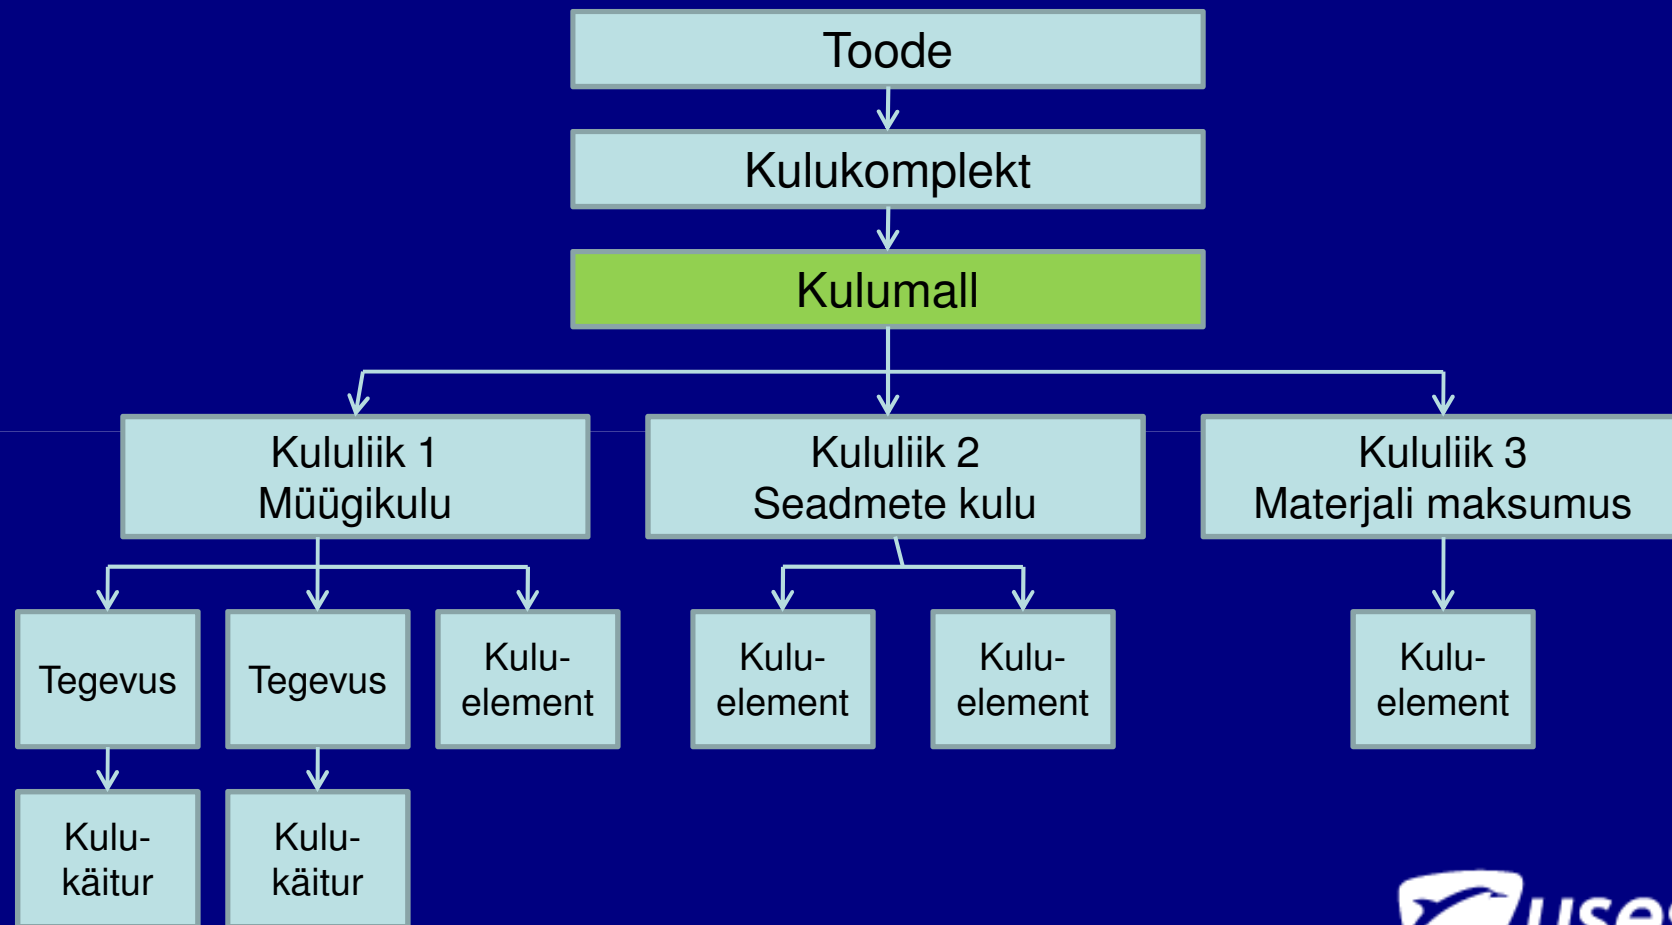 Toode
Kulukomplekt
Kulumall
Kululiik 1
Müügikulu
Kululiik 2
Seadmete kulu
Kululiik 3
Materjali maksumus
Tegevus
Tegevus
Kulu-
element
Kulu-
element
Kulu-
element
Kulu-
element
Kulu-
käitur
Kulu-
käitur